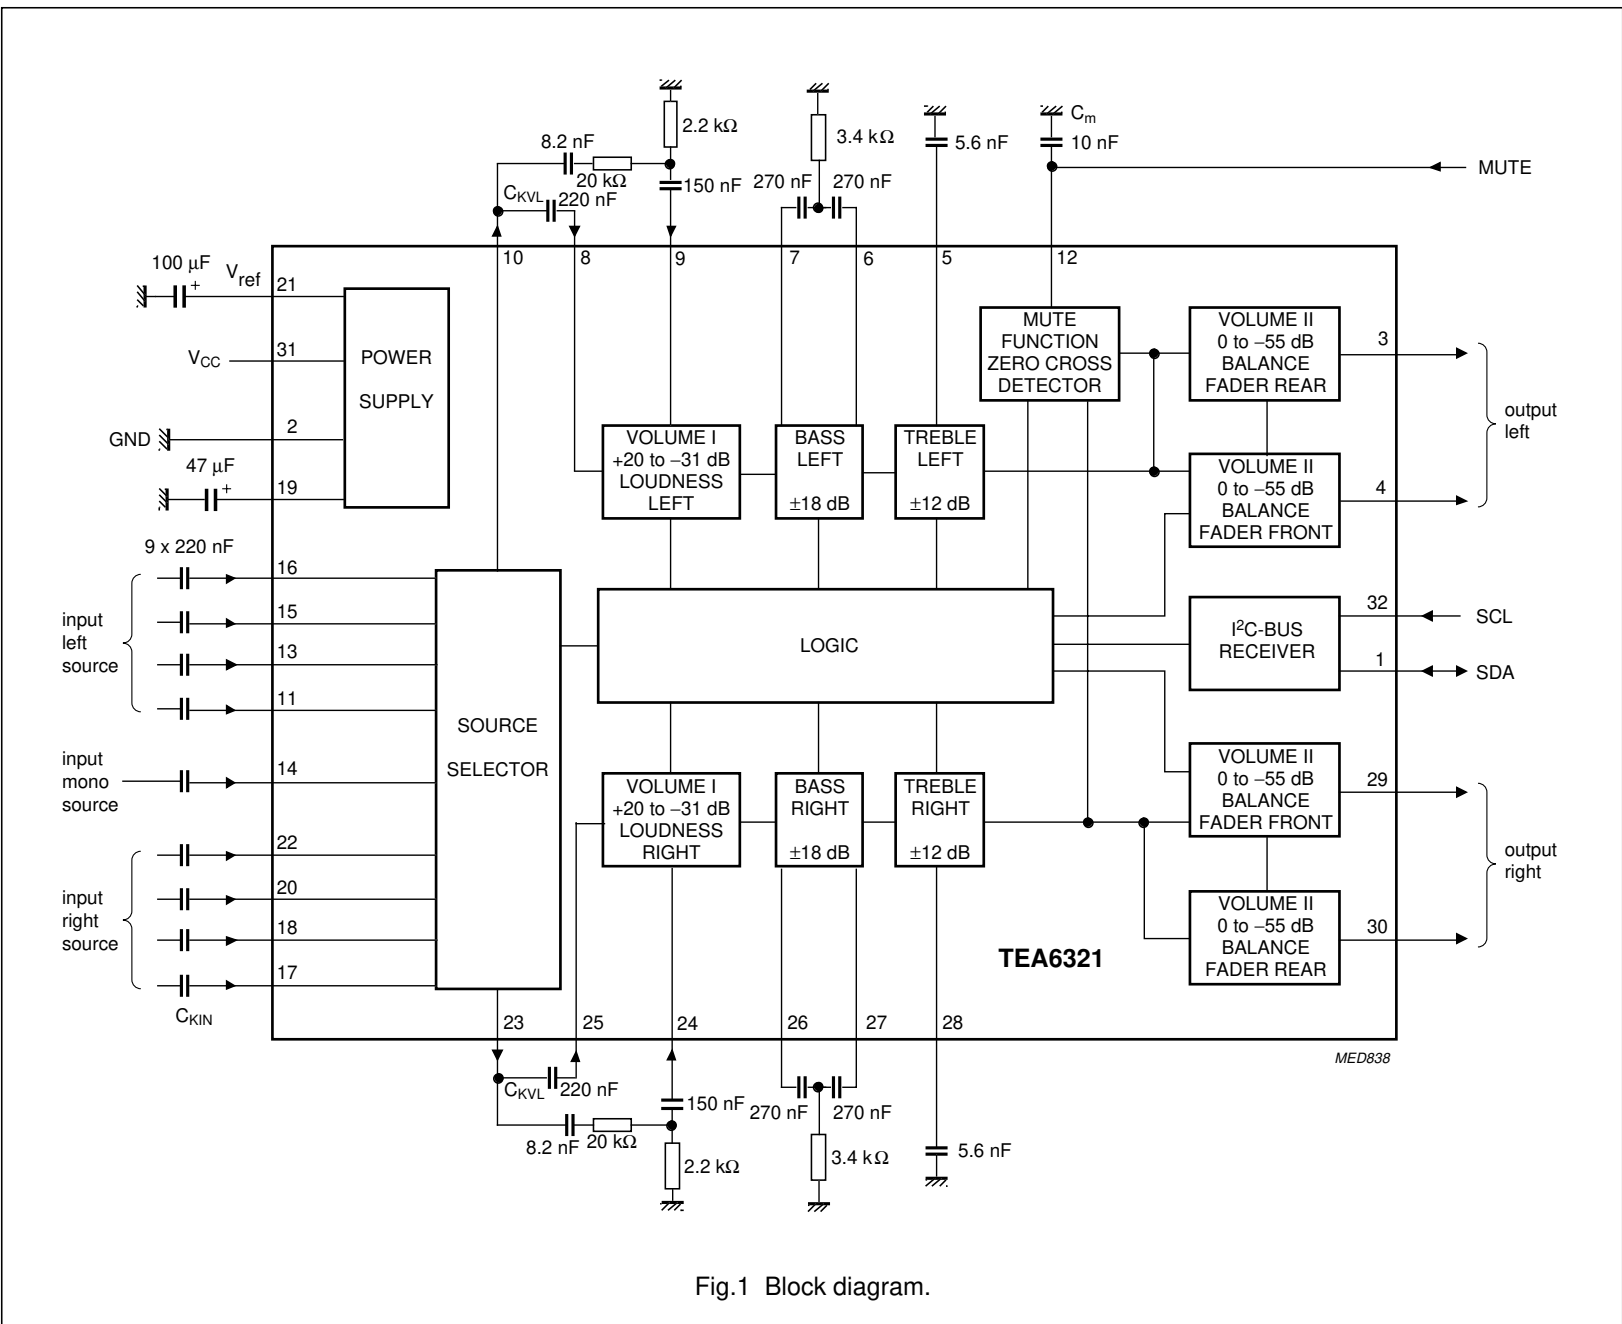 2.2 kΩ
3.4 kΩ
5.6 nF
Cm
10 nF
8.2 nF
20 kΩ
150 nF
270 nF
270 nF
MUTE
CKVL
220 nF
10
8
9
7
6
5
12
100 µF
Vref
21
+
VCC
31
POWER
SUPPLY
GND
2
47 µF
+
19
MUTE
FUNCTION
ZERO CROSS
DETECTOR
VOLUME II
0 to −55 dB
BALANCE
FADER REAR
3
output
left
VOLUME I
+20 to −31 dB
LOUDNESS
LEFT
BASS
LEFT
±18 dB
TREBLE
LEFT
±12 dB
VOLUME II
0 to −55 dB
BALANCE
FADER FRONT
4
9 x 220 nF
16
15
13
11
input
left
source
input
mono
source
14
22
20
18
17
input
right
source
CKIN
SOURCE
SELECTOR
LOGIC
I2C-BUS
RECEIVER
32
SCL
1
SDA
VOLUME I
+20 to −31 dB
LOUDNESS
RIGHT
BASS
RIGHT
±18 dB
TREBLE
RIGHT
±12 dB
VOLUME II
0 to −55 dB
BALANCE
FADER FRONT
29
output
right
VOLUME II
0 to −55 dB
BALANCE
FADER REAR
30
TEA6321
23
25
24
26
27
28
MED838
CKVL
220 nF
150 nF
270 nF
270 nF
8.2 nF
20 kΩ
2.2 kΩ
3.4 kΩ
5.6 nF
Fig.1 Block diagram.